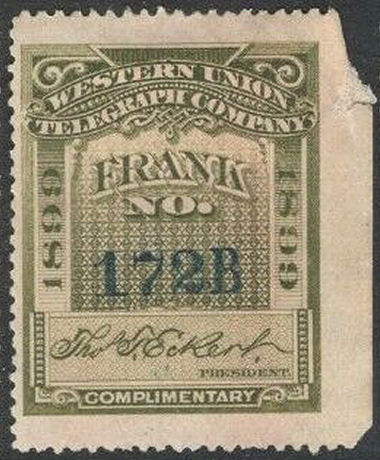 WESTERN UNION
TELEGRAPH COMPANY
FRANK
NO.
1899
1899
172B
Thos. T. Eckert.
PRESIDENT.
COMPLIMENTARY